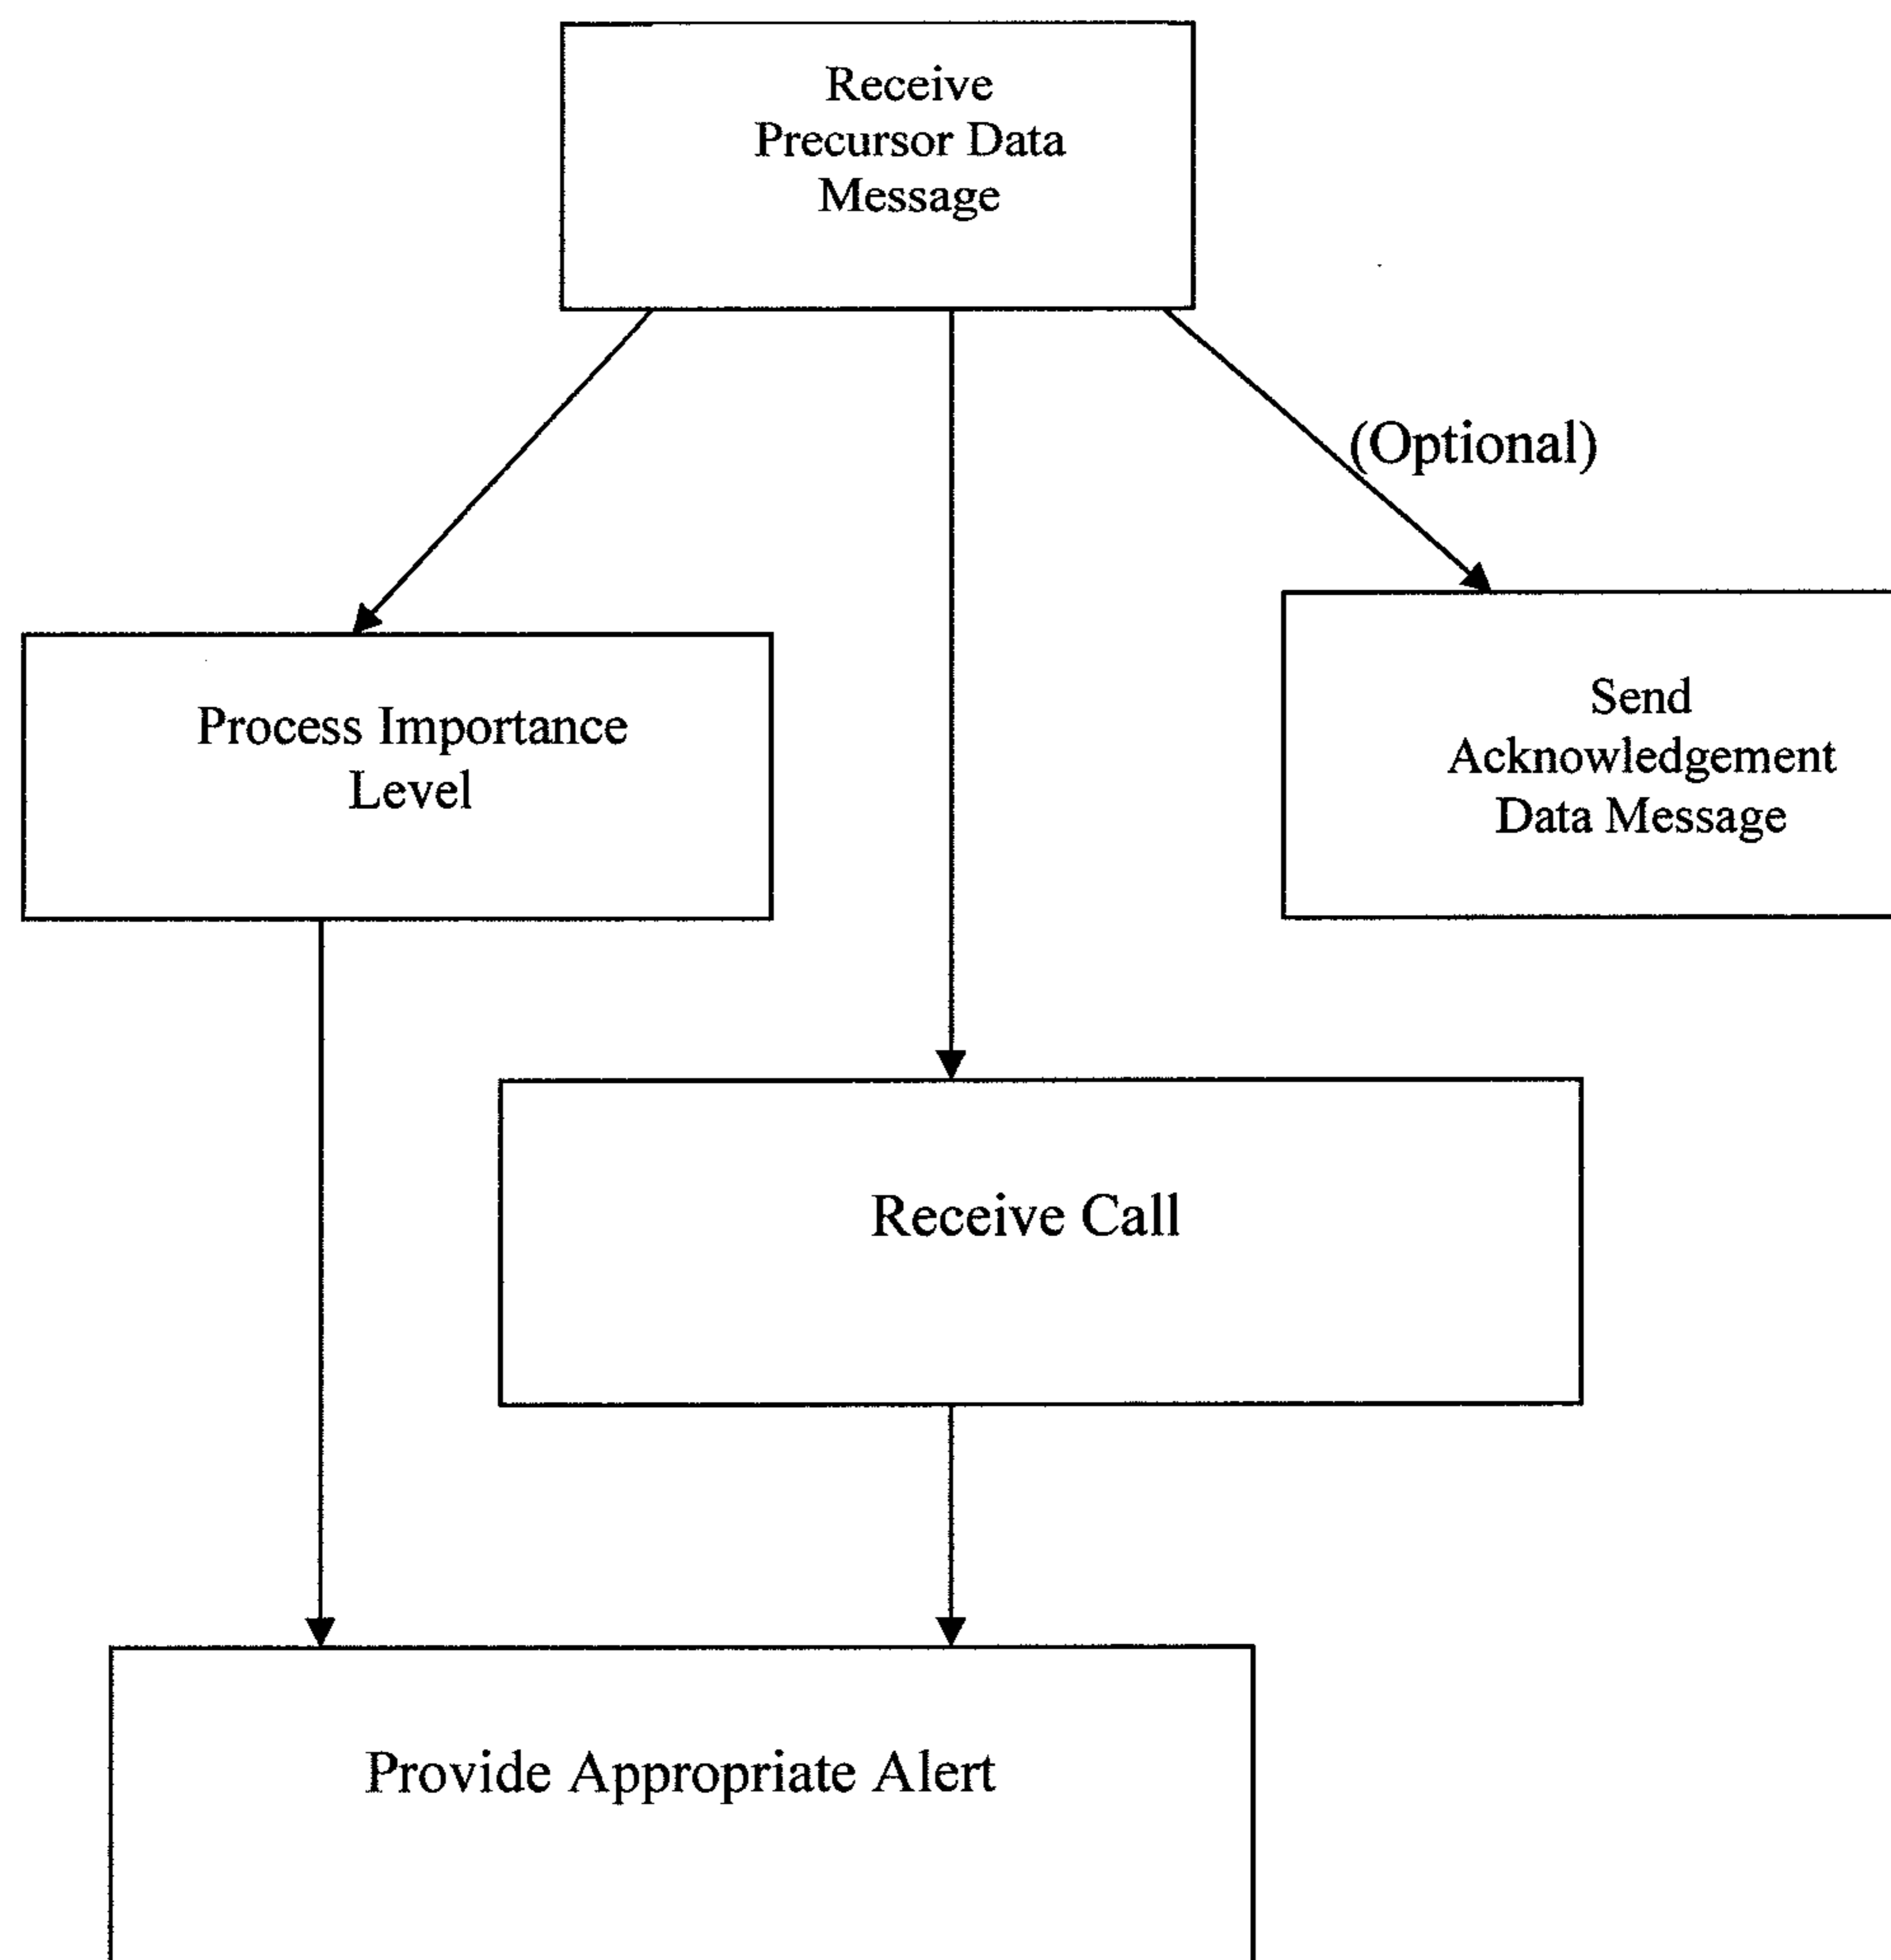 Receive
Precursor Data
Message
(Optional)
Process Importance
Level
Send
Acknowledgement
Data Message
Receive Call
Provide Appropriate Alert